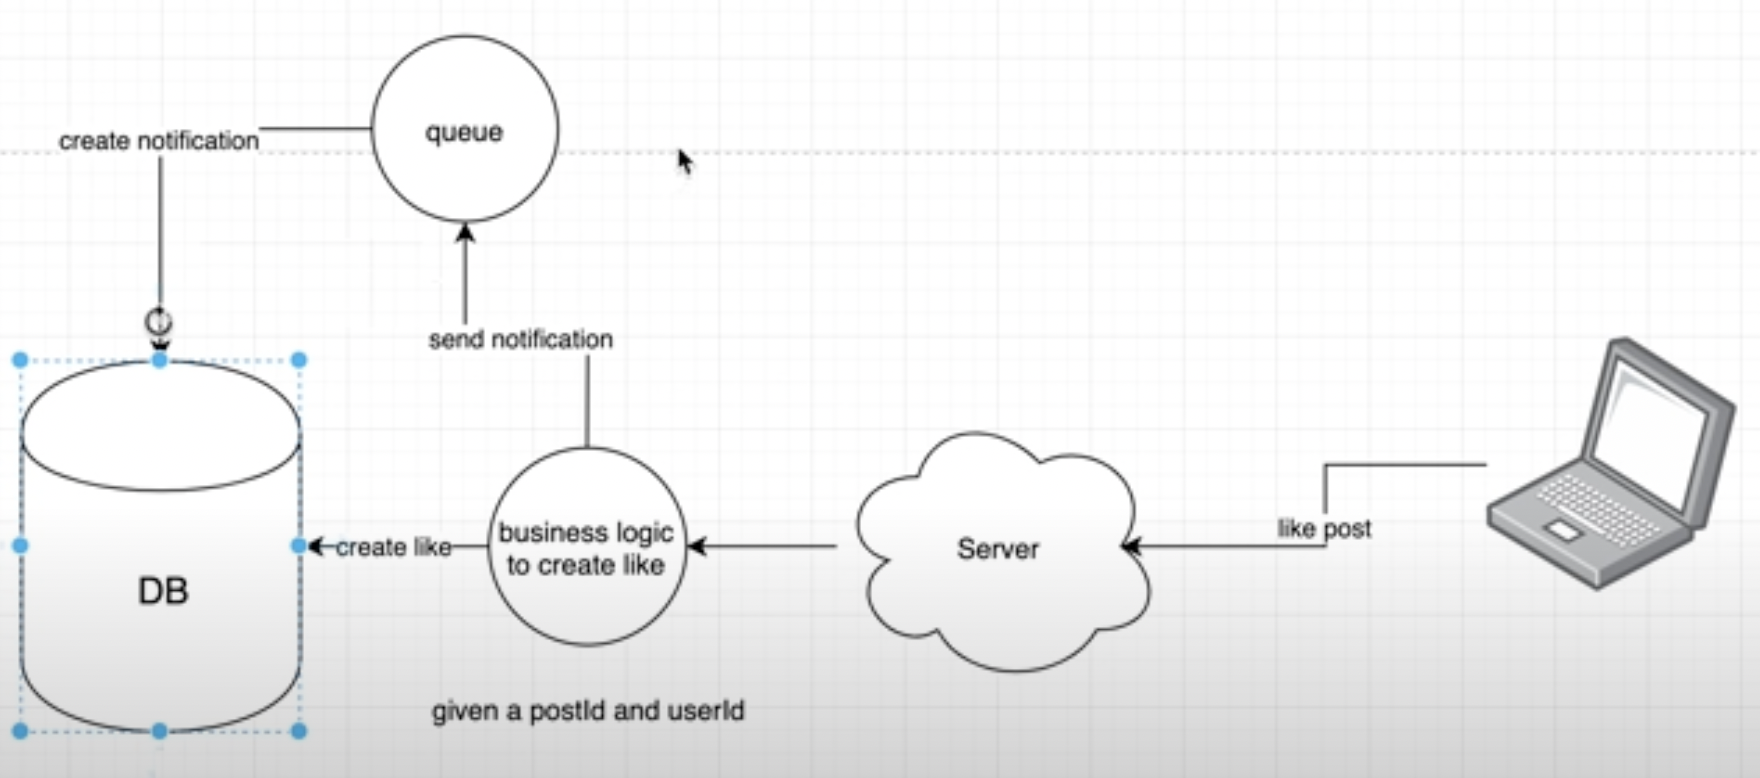 queue
create notification
send notification
business logic
to create like
create like
Server
like post
DB
given a postId and userId